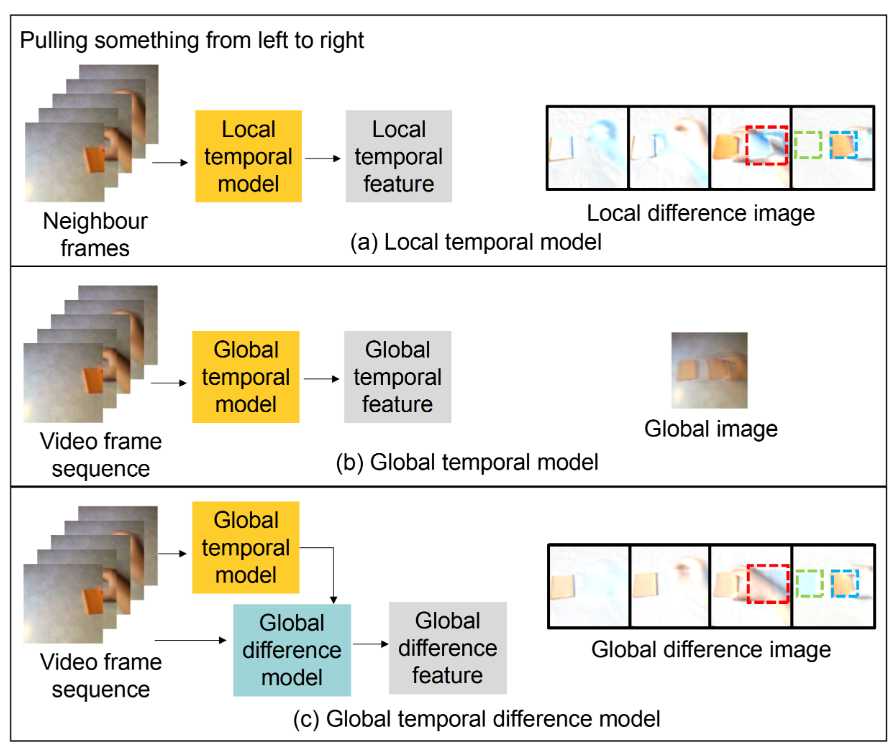 Pulling something from left to right
Local
temporal
model
Local
temporal
feature
Neighbour
frames
Local difference image
(a) Local temporal model
Global
temporal
model
Global
temporal
feature
Video frame
sequence
Global image
(b) Global temporal model
Global
temporal
model
Global
difference
model
Global
difference
feature
Video frame
sequence
Global difference image
(c) Global temporal difference model